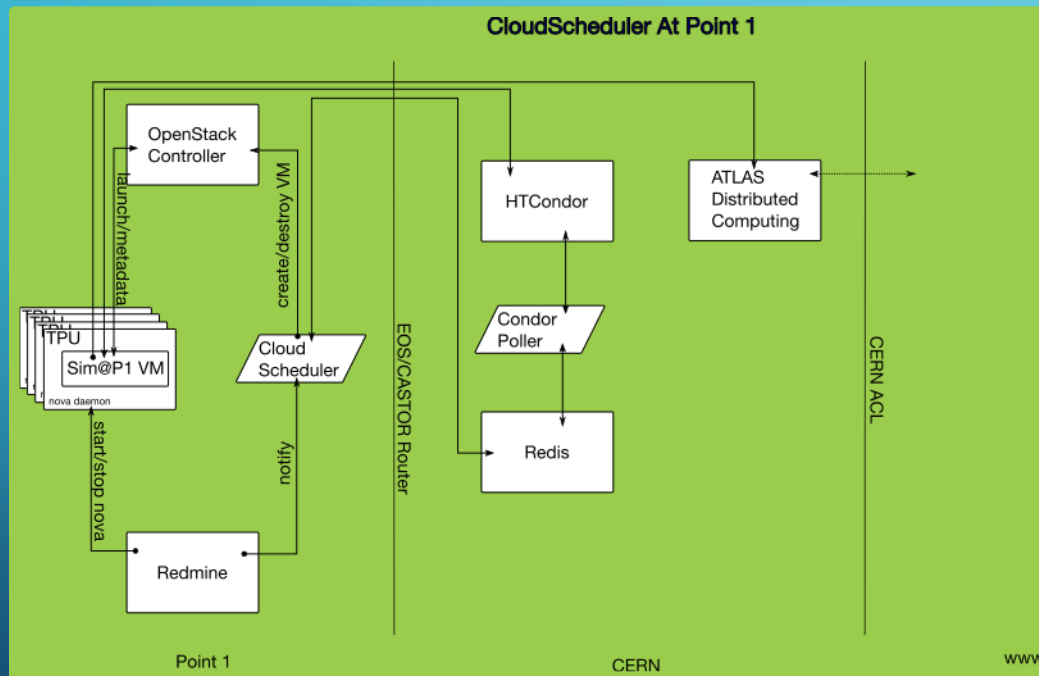 CloudScheduler At Point 1
OpenStack
Controller
launch/metadata
create/destroy VM
HTCondor
ATLAS
Distributed
Computing
TPU
TPU
TPU
TPU
Sim@P1 VM
nova daemon
Cloud
Scheduler
Condor
Poller
EOS/CASTOR Router
CERN ACL
start/stop nova
notify
Redis
Redmine
Point 1
CERN
www